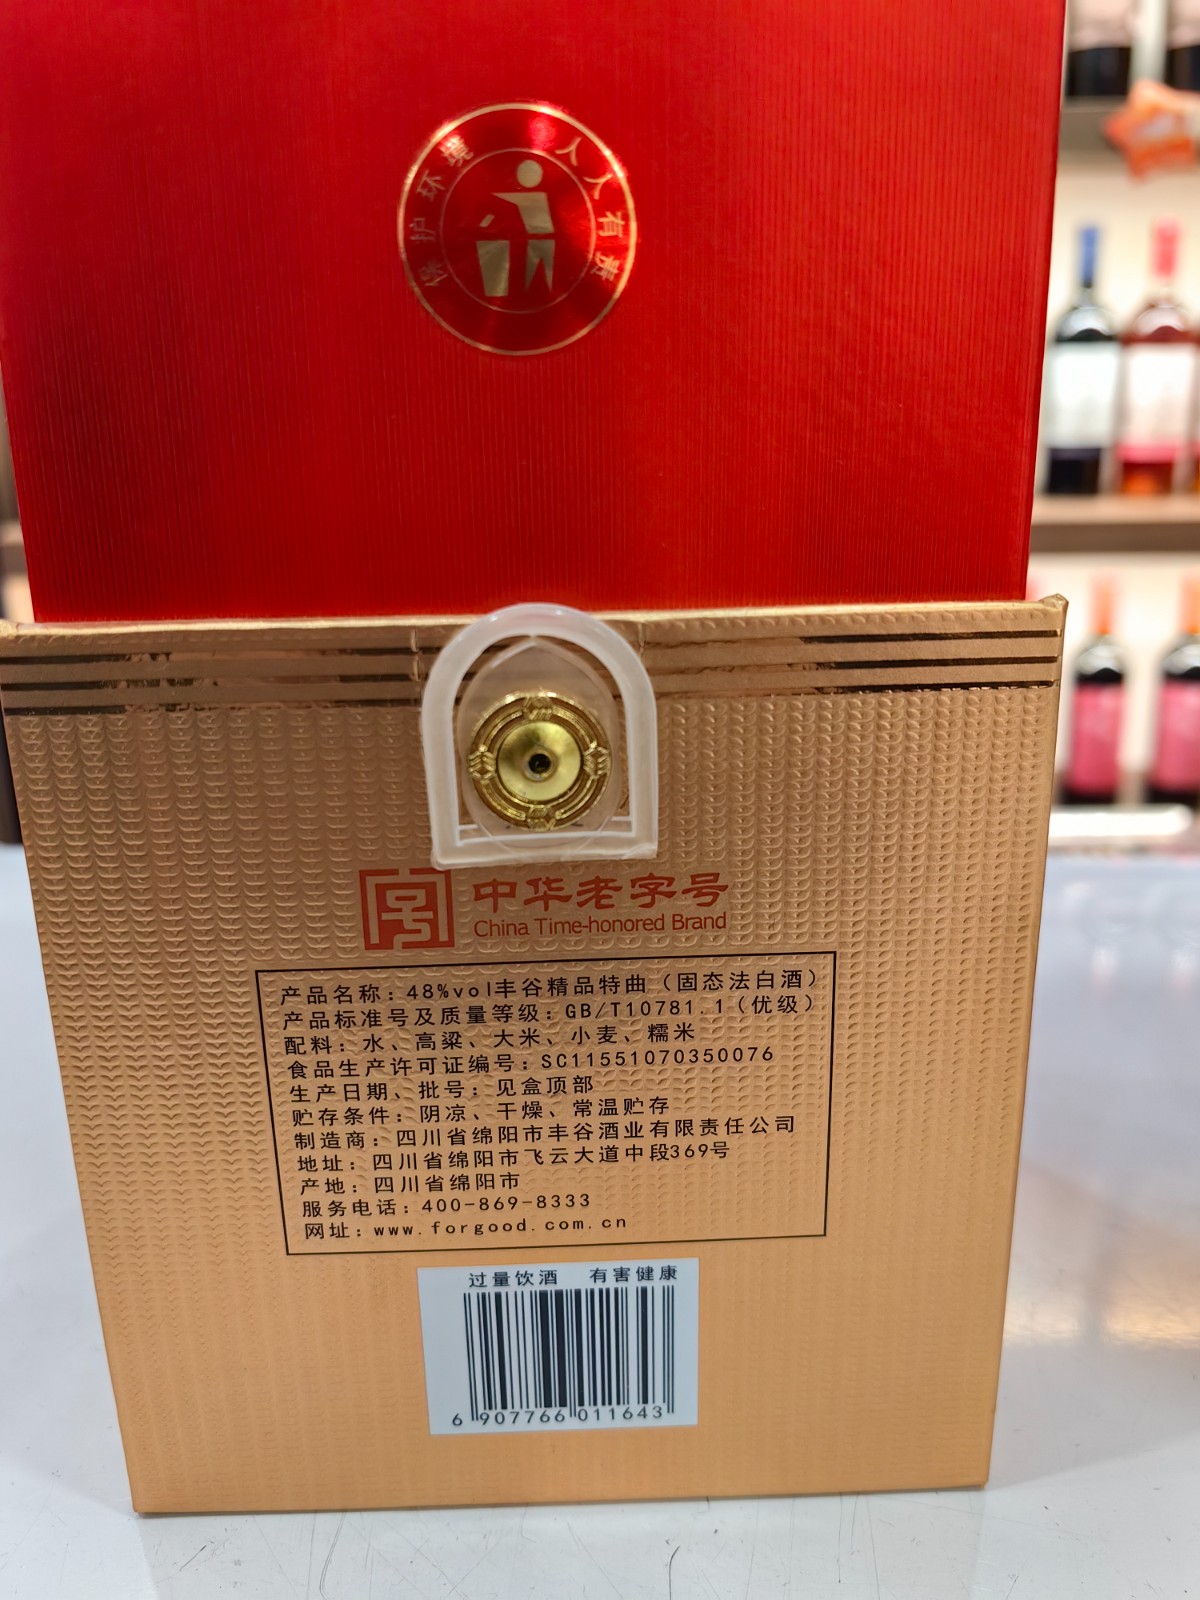 保护环境 人人有责
中华老字号
China Time-honored Brand
产品名称：48%vol丰谷精品特曲（固态法白酒）
产品标准号及质量等级：GB/T10781.1（优级）
配料：水、高粱、大米、小麦、糯米
食品生产许可证编号：SC11551070350076
生产日期、批号：见盒顶部
贮存条件：阴凉、干燥、常温贮存
制造商：四川省绵阳市丰谷酒业有限责任公司
地址：四川省绵阳市飞云大道中段369号
产地：四川省绵阳市
服务电话：400-869-8333
网址：www.forgood.com.cn
过量饮酒 有害健康
6 907766 011643